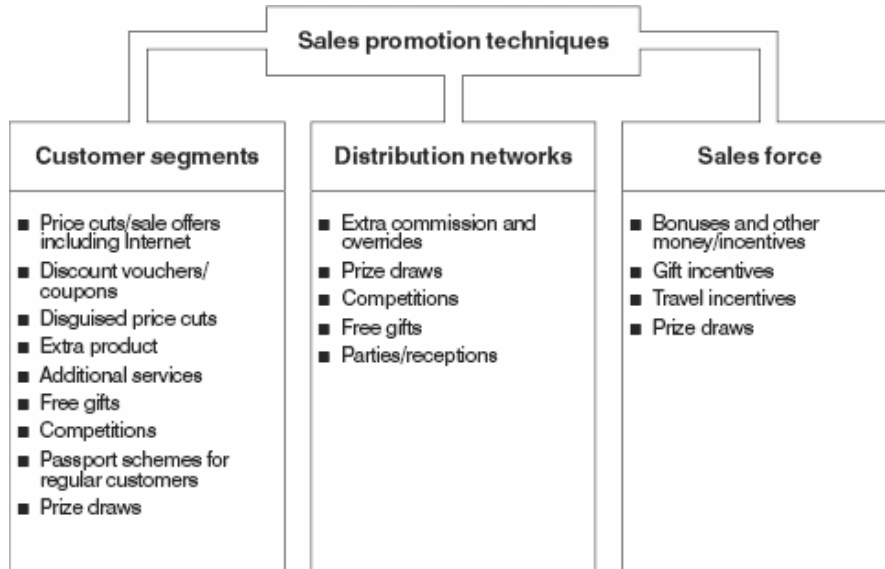 Sales promotion techniques
Customer segments
■ Price cuts/sale offers
including Internet
■ Discount vouchers/
coupons
■ Disguised price cuts
■ Extra product
■ Additional services
■ Free gifts
■ Competitions
■ Passport schemes for
regular customers
■ Prize draws
Distribution networks
■ Extra commission and
overrides
■ Prize draws
■ Competitions
■ Free gifts
■ Parties/receptions
Sales force
■ Bonuses and other
money/incentives
■ Gift incentives
■ Travel incentives
■ Prize draws